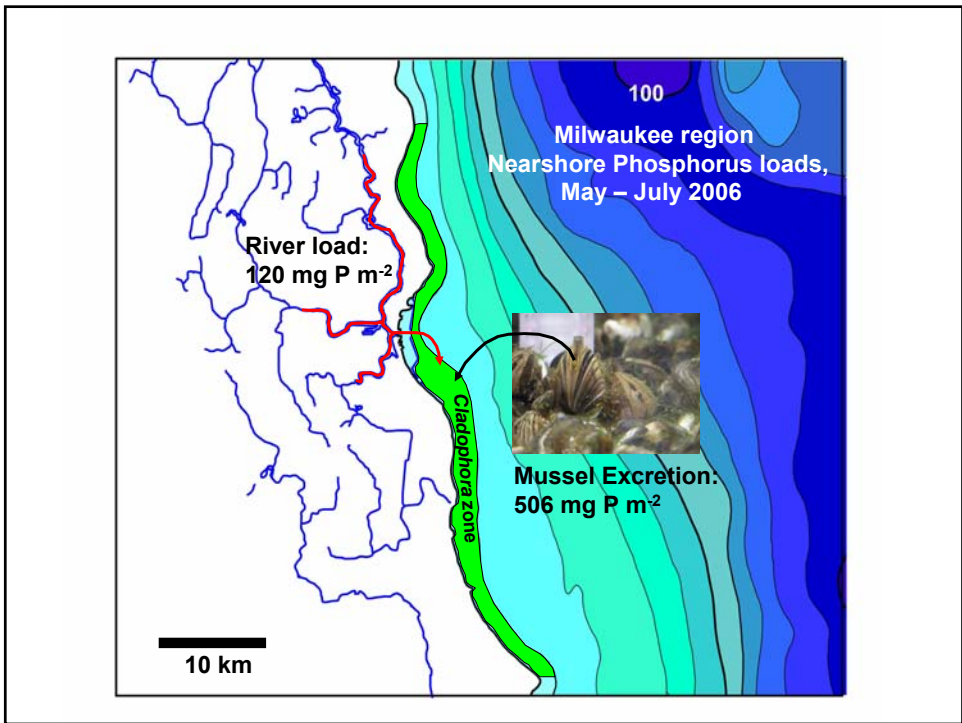 100
Milwaukee region
Nearshore Phosphorus loads,
May – July 2006
River load:
120 mg P m-2
Cladophora zone
Mussel Excretion:
506 mg P m-2
10 km